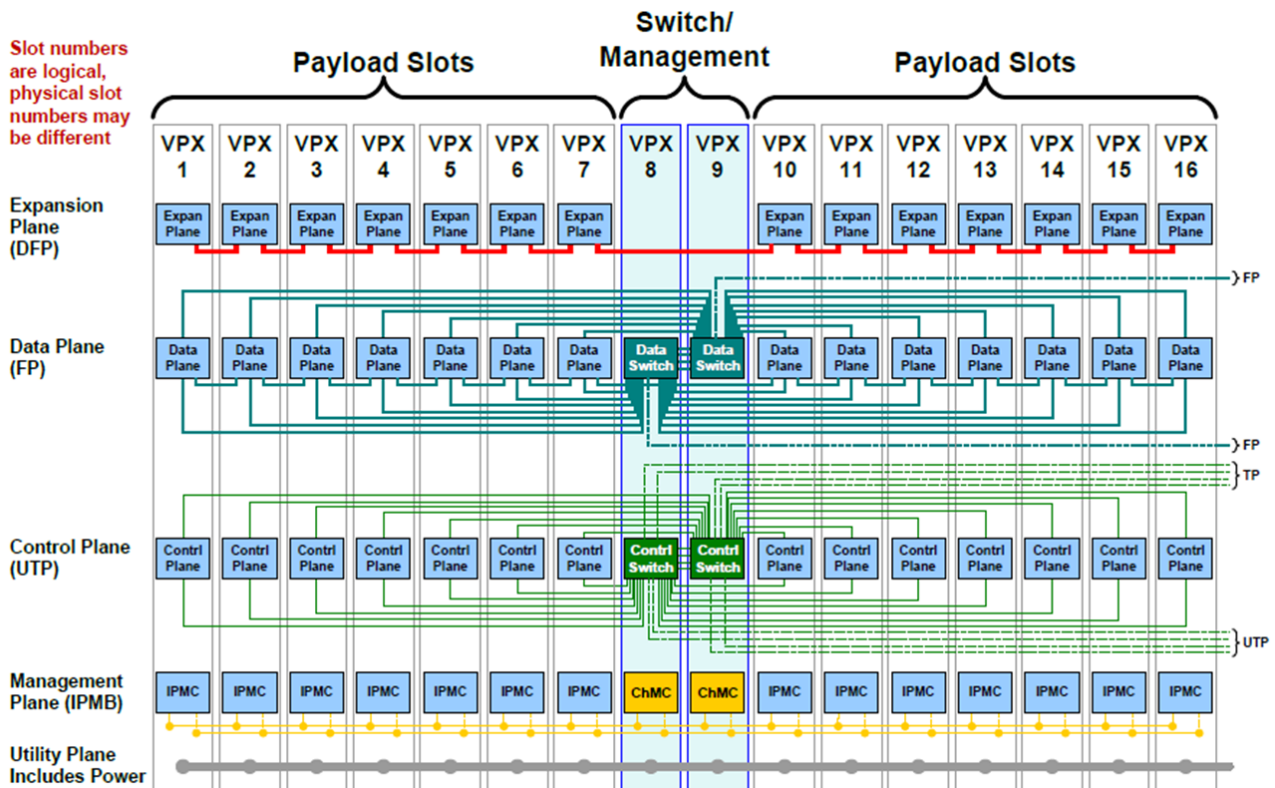 Switch/
Management
Slot numbers
are logical,
physical slot
numbers may
be different
Payload Slots
Payload Slots
VPX VPX VPX VPX VPX VPX VPX VPX VPX VPX VPX VPX VPX VPX VPX VPX
1 2 3 4 5 6 7 8 9 10 11 12 13 14 15 16
Expansion
Plane
(DFP)
Expan Expan Expan Expan Expan Expan Expan Expan Expan Expan Expan Expan Expan Expan
Plane Plane Plane Plane Plane Plane Plane Plane Plane Plane Plane Plane Plane Plane
FP
Data Plane
(FP)
Data Data Data Data Data Data Data Data Data Data Data Data Data Data Data Data
Plane Plane Plane Plane Plane Plane Plane Switch Switch Plane Plane Plane Plane Plane Plane Plane
FP
TP
Control Plane
(UTP)
Contrl Contrl Contrl Contrl Contrl Contrl Contrl Contrl Contrl Contrl Contrl Contrl Contrl Contrl Contrl Contrl
Plane Plane Plane Plane Plane Plane Plane Switch Switch Plane Plane Plane Plane Plane Plane Plane
UTP
Management
Plane (IPMB)
IPMC IPMC IPMC IPMC IPMC IPMC IPMC ChMC ChMC IPMC IPMC IPMC IPMC IPMC IPMC IPMC
Utility Plane
Includes Power